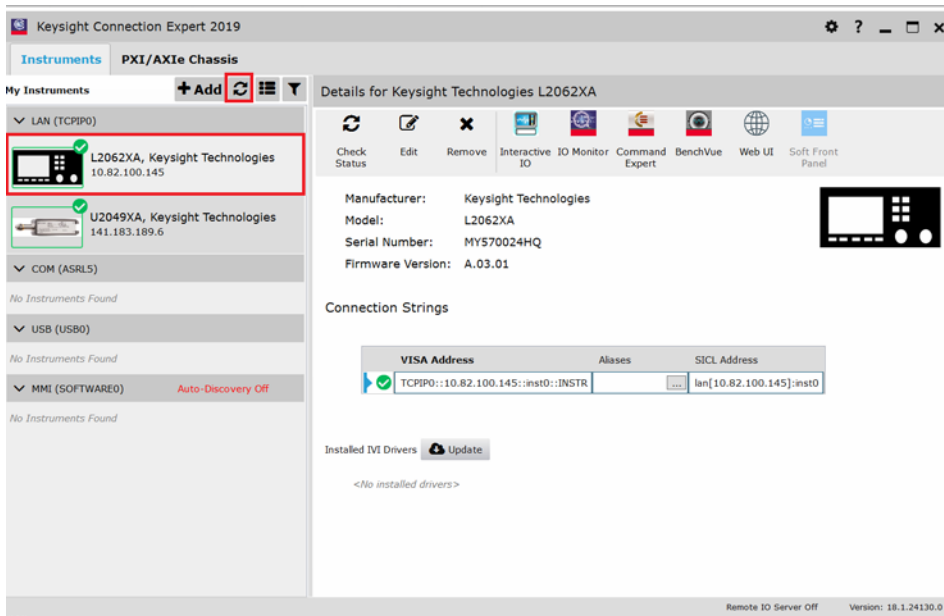 Keysight Connection Expert 2019
Instruments PXI/AXIe Chassis
My Instruments
+ Add
LAN (TCPIP0)
L2062XA, Keysight Technologies
10.82.100.145
U2049XA, Keysight Technologies
141.183.189.6
COM (ASRL5)
No Instruments Found
USB (USB0)
No Instruments Found
MMI (SOFTWARE0) Auto-Discovery Off
No Instruments Found
Details for Keysight Technologies L2062XA
Check Status
Edit
Remove
Interactive IO
IO Monitor
Command Expert
BenchVue
Web UI
Soft Front Panel
Manufacturer: Keysight Technologies
Model: L2062XA
Serial Number: MY570024HQ
Firmware Version: A.03.01
Connection Strings
VISA Address Aliases SICL Address
TCPIP0::10.82.100.145::inst0::INSTR ... lan[10.82.100.145]:inst0
Installed IVI Drivers Update
<No installed drivers>
Remote IO Server Off Version: 18.1.24130.0